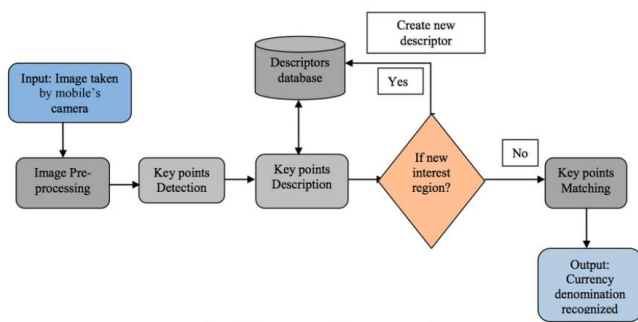 Create new
descriptor
Descriptors
database
Yes
Input: Image taken
by mobile's
camera
Image Pre-
processing
Key points
Detection
Key points
Description
If new
interest
region?
No
Key points
Matching
Output:
Currency
denomination
recognized